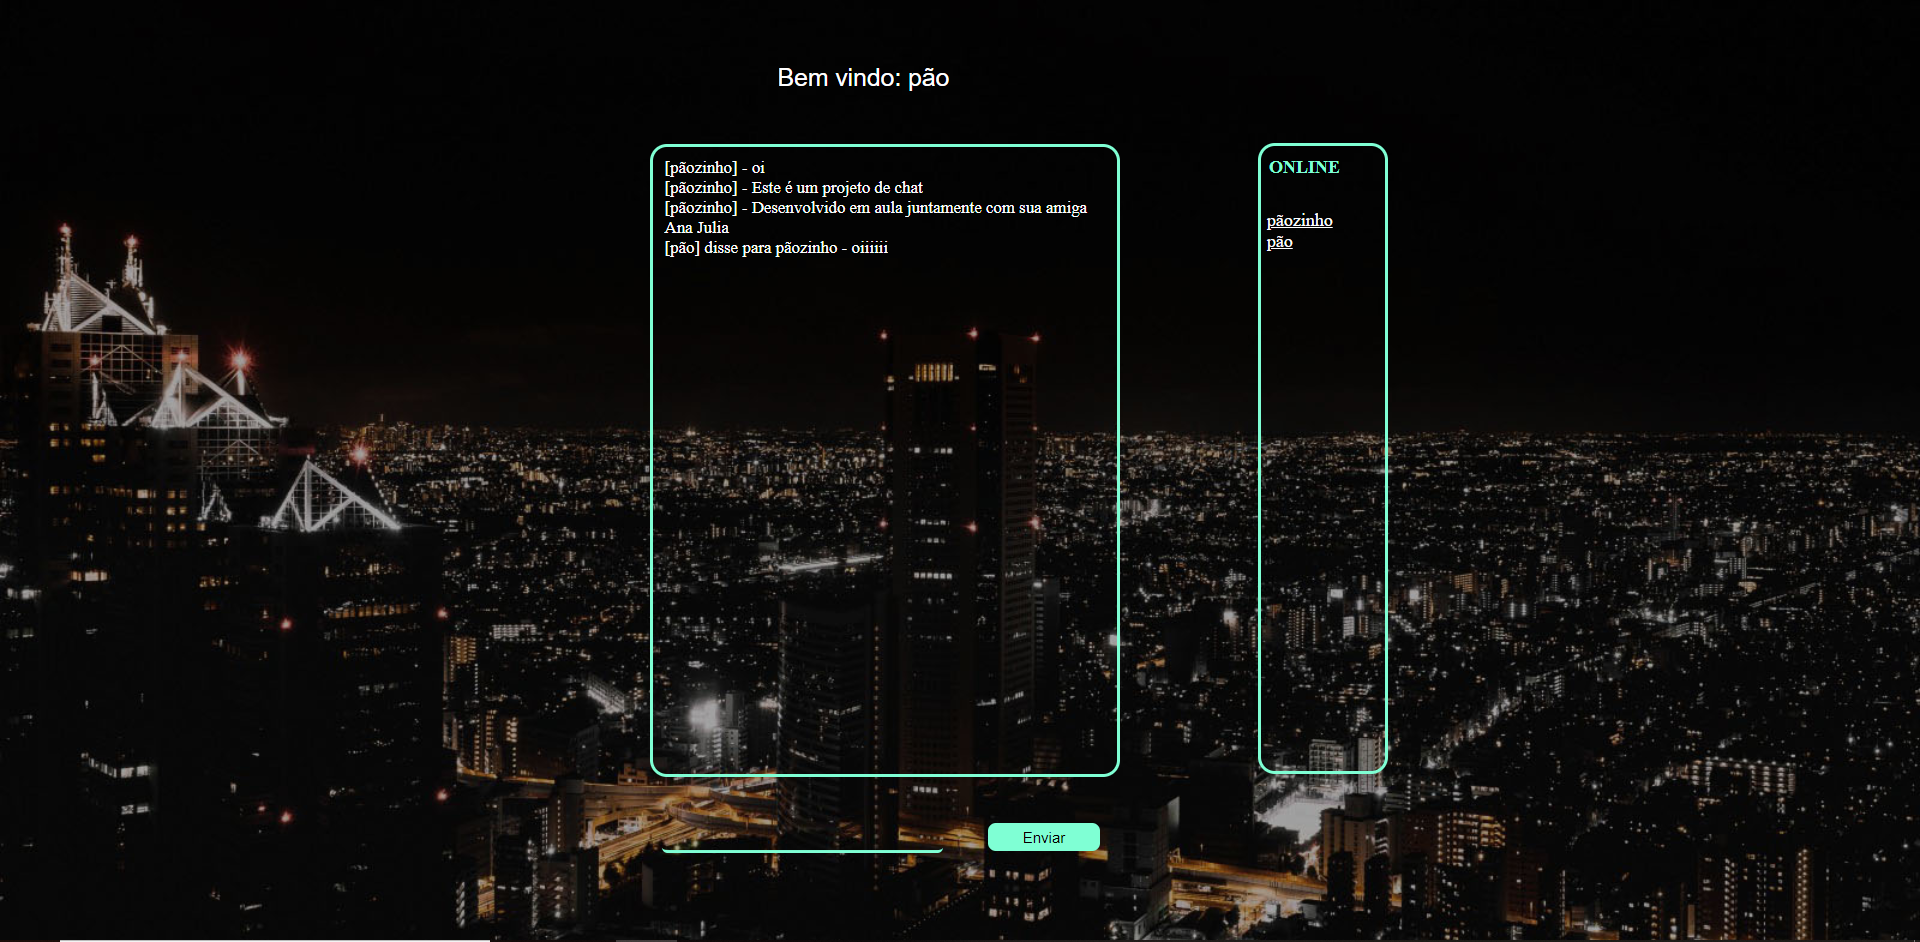 Bem vindo: pão
[pãozinho] - oi
[pãozinho] - Este é um projeto de chat
[pãozinho] - Desenvolvido em aula juntamente com sua amiga
Ana Julia
[pão] disse para pãozinho - oiiiiii
ONLINE
pãozinho
pão
Enviar